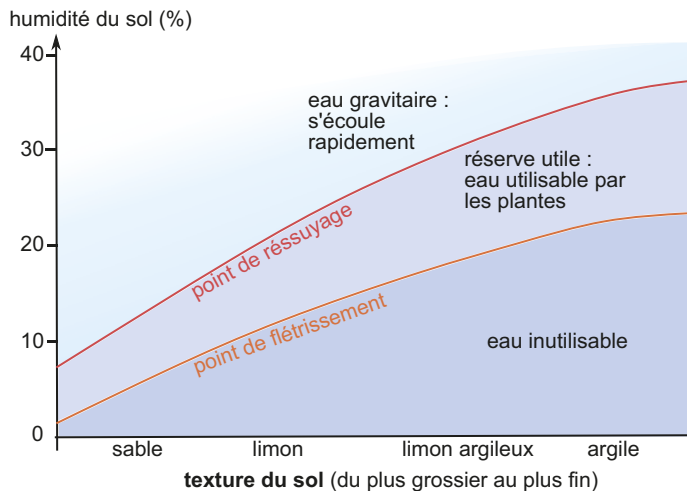 humidité du sol (%)
40
30
20
10
0
eau gravitaire :
s'écoule
rapidement
réserve utile :
eau utilisable par
les plantes
point de réssuyage
point de flétrissement
eau inutilisable
sable
limon
limon argileux
argile
texture du sol (du plus grossier au plus fin)